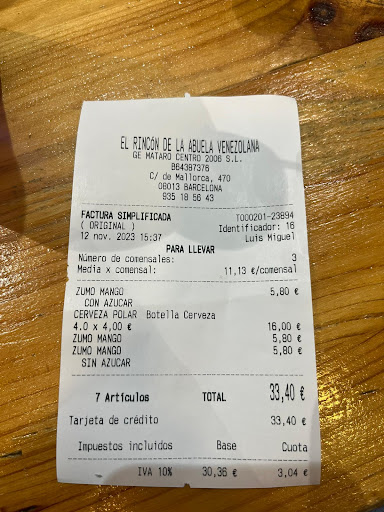 EL RINCÓN DE LA ABUELA VENEZOLANA
GE MATARO CENTRO 2006 S.L.
B64387376
C/ de Mallorca, 470
08013 BARCELONA
935 18 56 43
FACTURA SIMPLIFICADA T000201-23894
( ORIGINAL ) Identificador: 16
12 nov. 2023 15:37 Luis Miguel
PARA LLEVAR
Número de comensales: 3
Media x comensal: 11,13 €/comensal
ZUMO MANGO 5,80 €
CON AZUCAR
CERVEZA POLAR Botella Cerveza
4.0 x 4,00 € 16,00 €
ZUMO MANGO 5,80 €
ZUMO MANGO 5,80 €
SIN AZUCAR
7 Artículos TOTAL 33,40 €
Tarjeta de crédito 33,40 €
Impuestos incluidos Base Cuota
IVA 10% 30,36 € 3,04 €